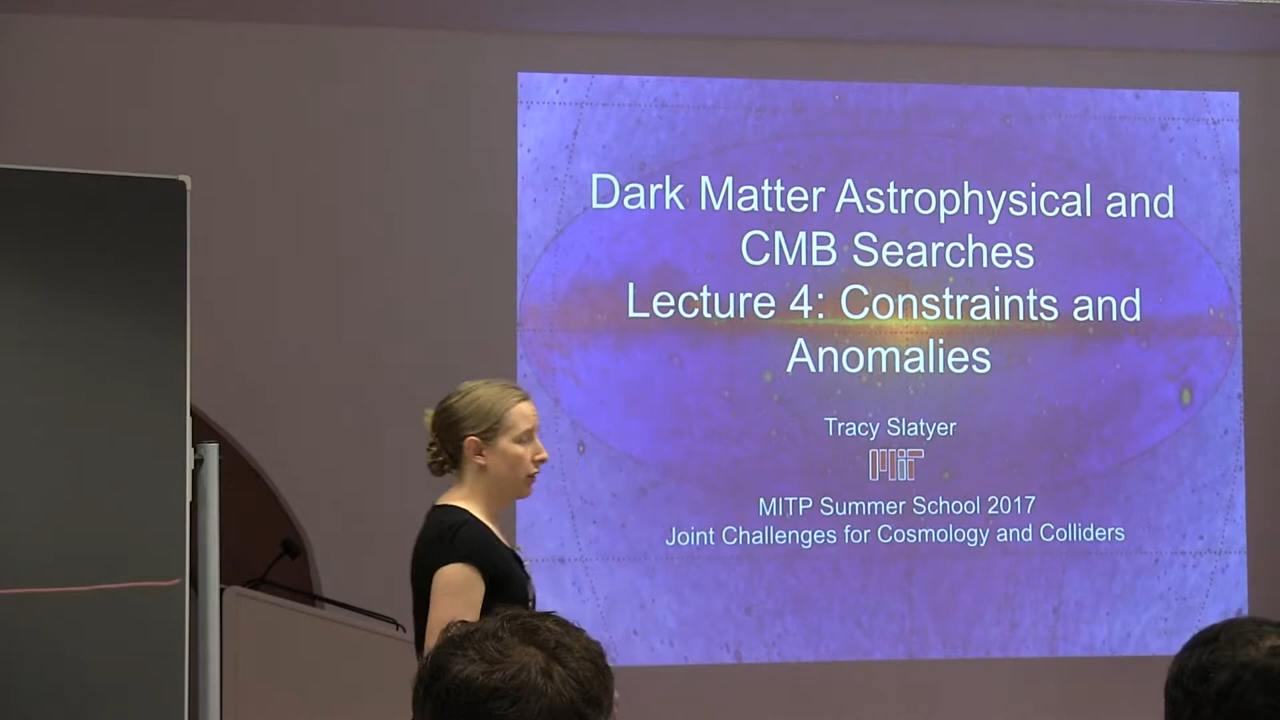 Dark Matter Astrophysical and
CMB Searches
Lecture 4: Constraints and
Anomalies
Tracy Slatyer
MIT
MITP Summer School 2017
Joint Challenges for Cosmology and Colliders